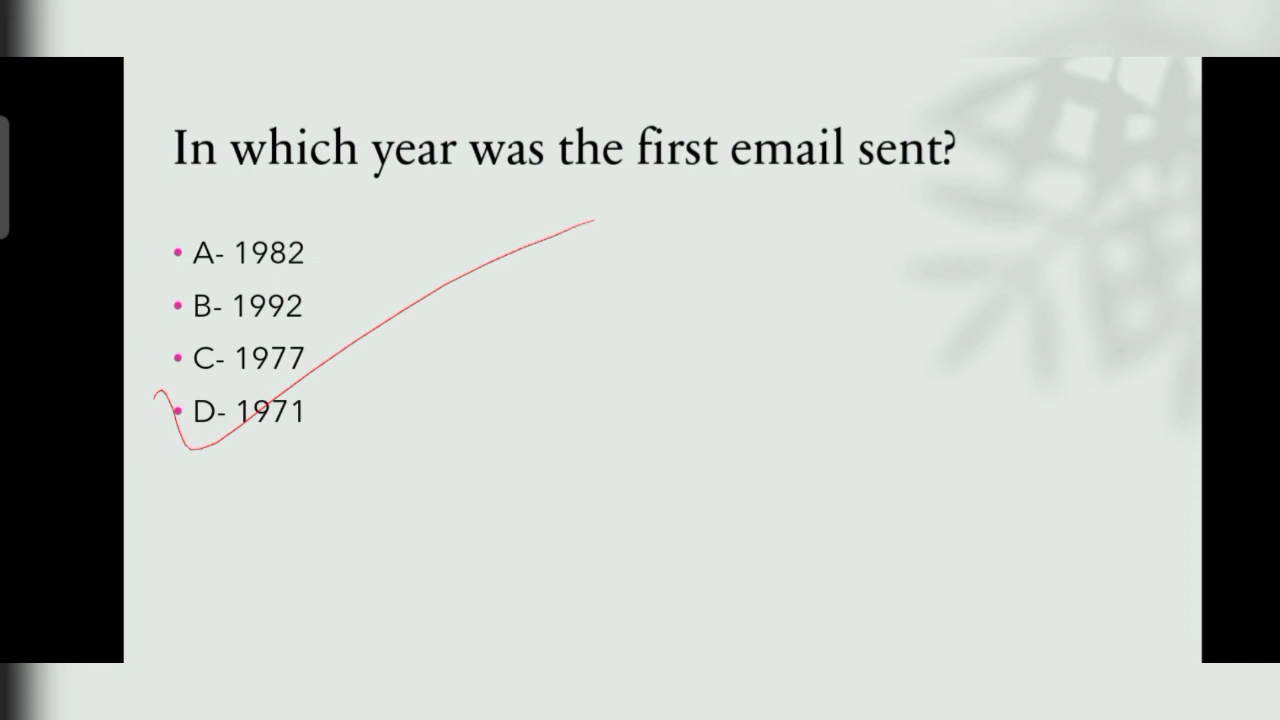 In which year was the first email sent?
• A- 1982
• B- 1992
• C- 1977
• D- 1971